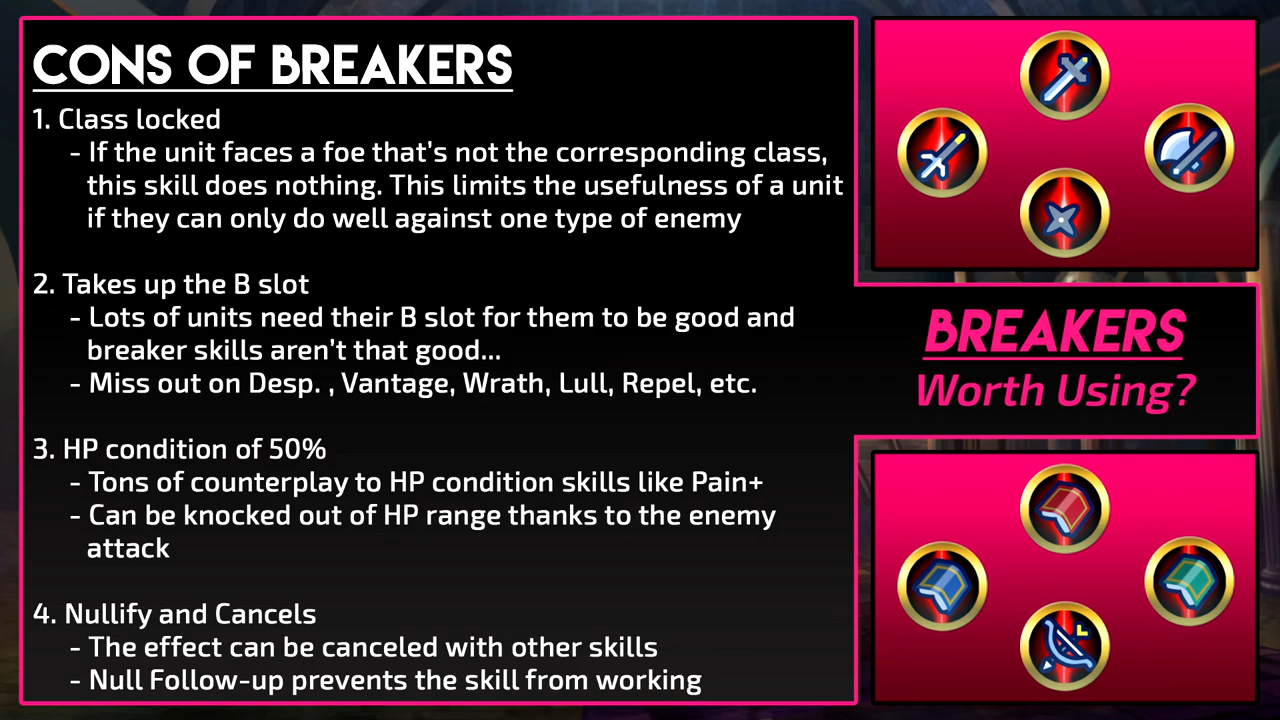 CONS OF BREAKERS
1. Class locked
- If the unit faces a foe that's not the corresponding class,
this skill does nothing. This limits the usefulness of a unit
if they can only do well against one type of enemy
2. Takes up the B slot
- Lots of units need their B slot for them to be good and
breaker skills aren't that good...
- Miss out on Desp. , Vantage, Wrath, Lull, Repel, etc.
3. HP condition of 50%
- Tons of counterplay to HP condition skills like Pain+
- Can be knocked out of HP range thanks to the enemy
attack
4. Nullify and Cancels
- The effect can be canceled with other skills
- Null Follow-up prevents the skill from working
BREAKERS
Worth Using?